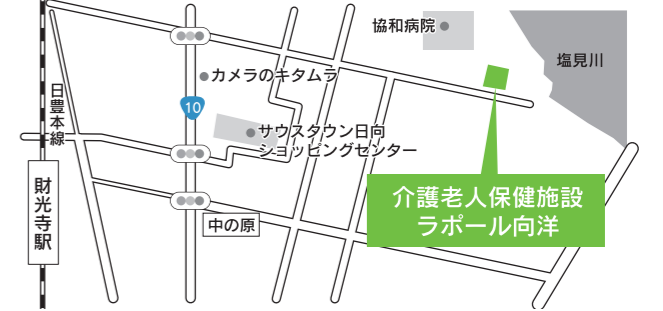 協和病院
塩見川
カメラのキタムラ
日豊本線
10
サウスタウン日向
ショッピングセンター
財光寺駅
中の原
介護老人保健施設
ラポール向洋